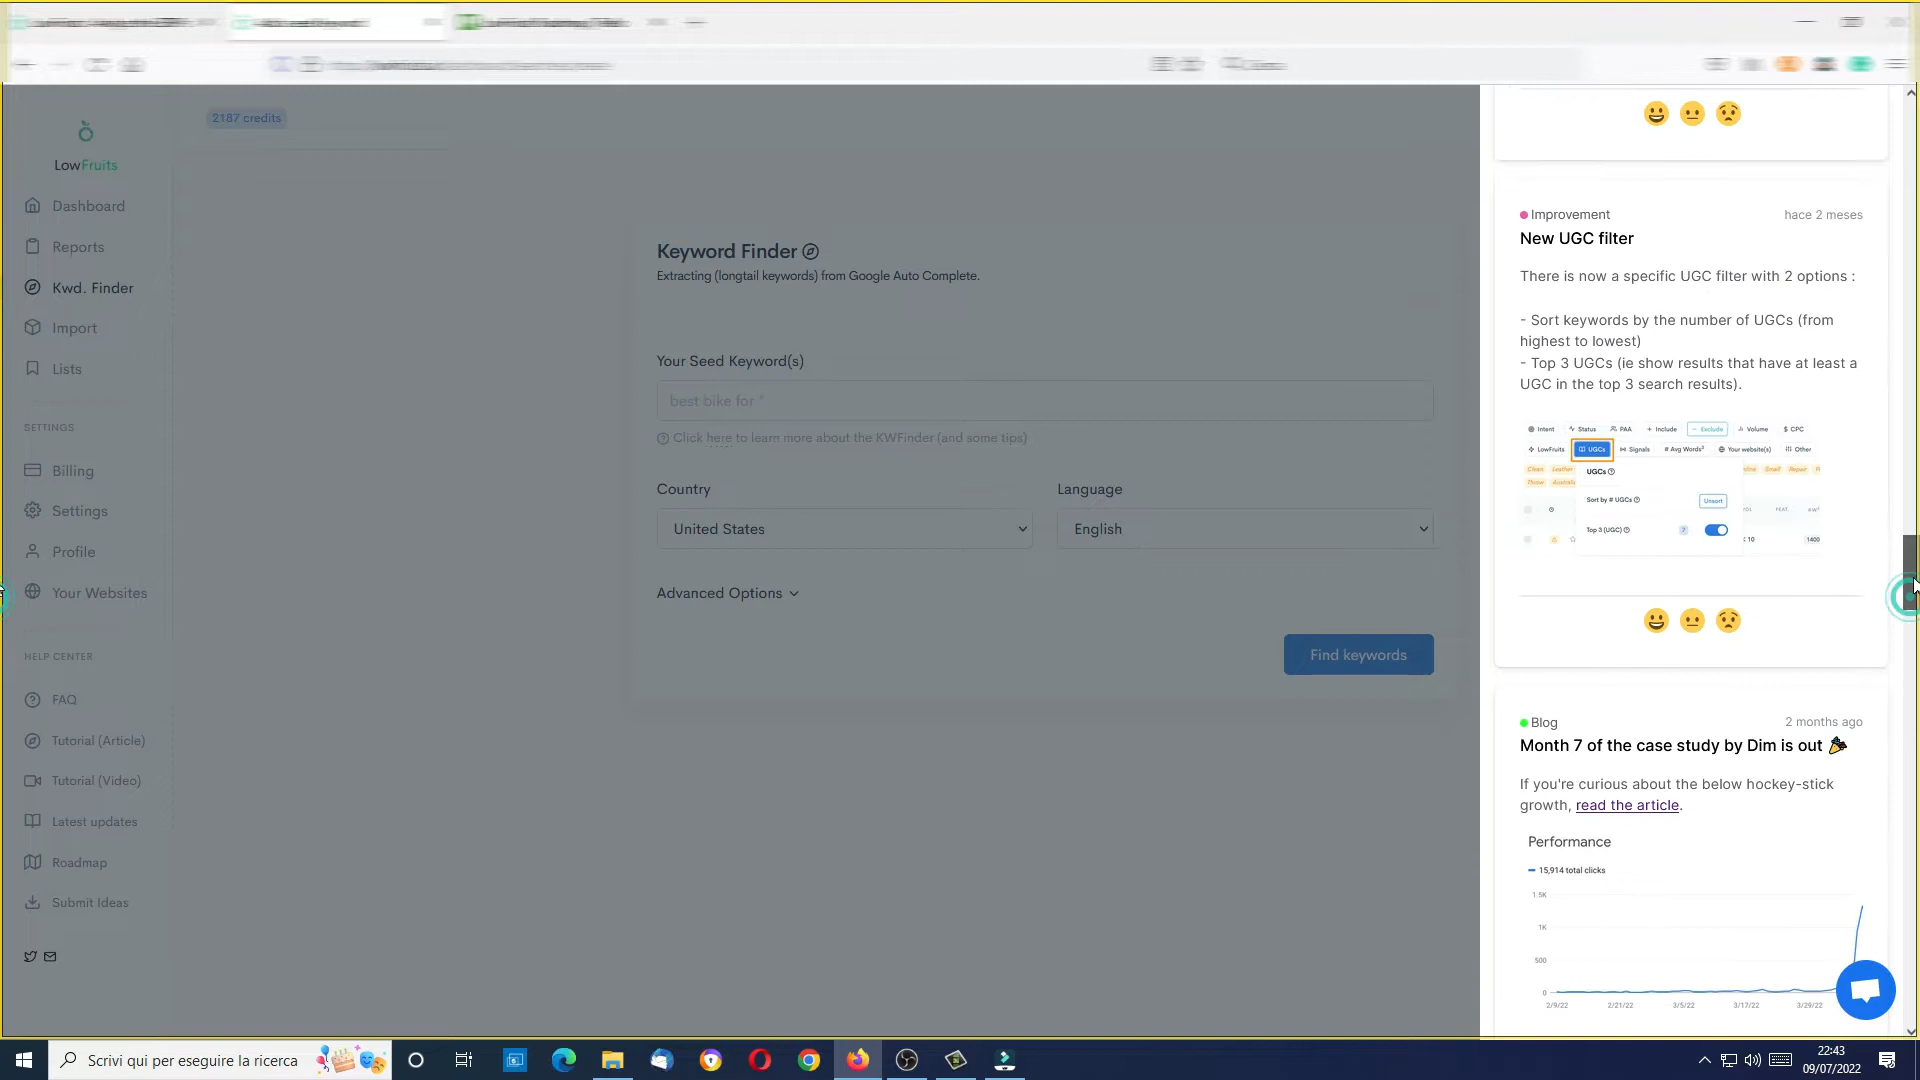 2187 credits
LowFruits
Dashboard
Reports
Kwd. Finder
Import
Lists
SETTINGS
Billing
Settings
Profile
Your Websites
HELP CENTER
FAQ
Tutorial (Article)
Tutorial (Video)
Latest updates
Roadmap
Submit Ideas
Keyword Finder
Extracting (longtail keywords) from Google Auto Complete.
Your Seed Keyword(s)
best bike for *
Click here to learn more about the KWFinder (and some tips)
Country
Language
United States
English
Advanced Options
Find keywords
Improvement
hace 2 meses
New UGC filter
There is now a specific UGC filter with 2 options :
- Sort keywords by the number of UGCs (from
highest to lowest)
- Top 3 UGCs (ie show results that have at least a
UGC in the top 3 search results).
Intent Status PAA + Include − Exclude Volume $ CPC
LowFruits UGCs Signals # Avg Words Your website(s) Other
Clean Leather
Small Repair
Throw
UGCs
Sort by # UGCs
Unsort
FEAT.
Top 3 (UGC)
7
K 10
1400
Blog
2 months ago
Month 7 of the case study by Dim is out
If you're curious about the below hockey-stick
growth, read the article.
Performance
15,914 total clicks
1.5K
1K
500
0
2/9/22
2/21/22
3/5/22
3/17/22
3/29/22
Scrivi qui per eseguire la ricerca
22:43
09/07/2022